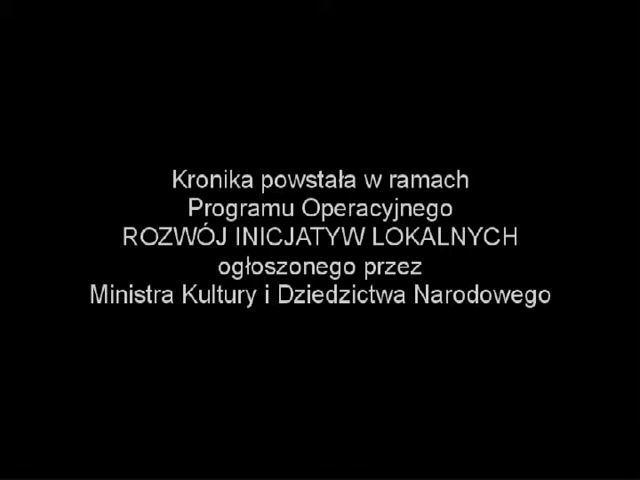 Kronika powstała w ramach
Programu Operacyjnego
ROZWÓJ INICJATYW LOKALNYCH
ogłoszonego przez
Ministra Kultury i Dziedzictwa Narodowego